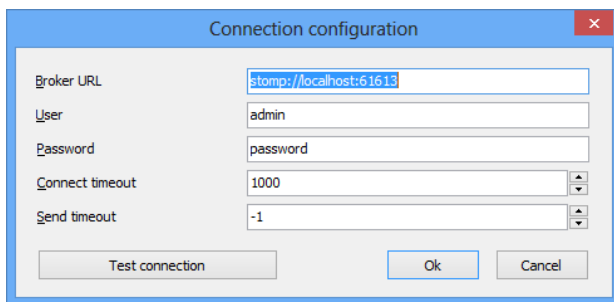 Connection configuration
Broker URL stomp://localhost:61613
User admin
Password password
Connect timeout 1000
Send timeout -1
Test connection Ok Cancel